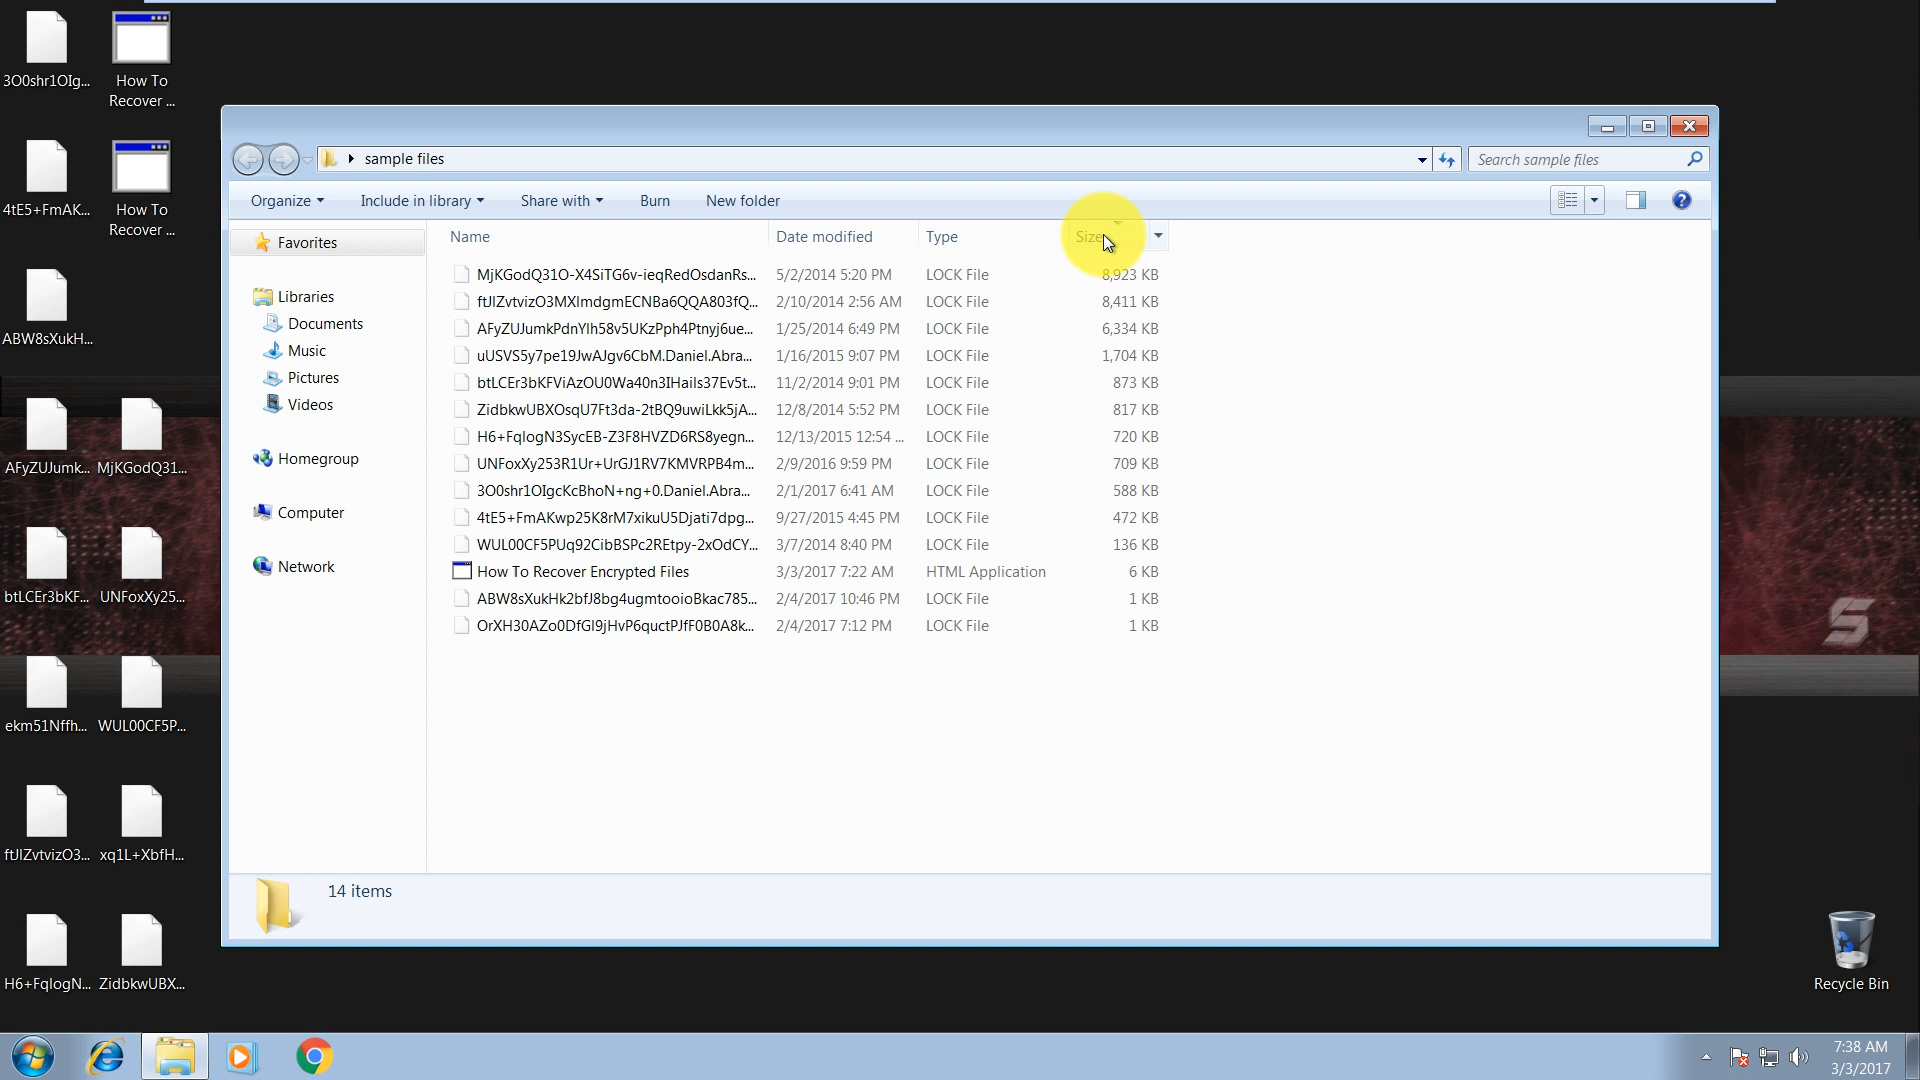 3O0shr1OIg...
How To
Recover ...
4tE5+FmAK...
How To
Recover ...
ABW8sXukH...
AFyZUJumk...
MjKGodQ31...
btLCEr3bKF...
UNFoxXy25...
ekm51Nffh...
WUL00CF5P...
ftJlZvtvizO3...
xq1L+XbfH...
H6+FqlogN...
ZidbkwUBX...
sample files
Search sample files
Organize
Include in library
Share with
Burn
New folder
Favorites
Libraries
Documents
Music
Pictures
Videos
Homegroup
Computer
Network
Name Date modified Type Size
MjKGodQ31O-X4SiTG6v-ieqRedOsdanRs... 5/2/2014 5:20 PM LOCK File 8,923 KB
ftJlZvtvizO3MXlmdgmECNBa6QQA803fQ... 2/10/2014 2:56 AM LOCK File 8,411 KB
AFyZUJumkPdnYlh58v5UKzPph4Ptnyj6ue... 1/25/2014 6:49 PM LOCK File 6,334 KB
uUSVS5y7pe19JwAJgv6CbM.Daniel.Abra... 1/16/2015 9:07 PM LOCK File 1,704 KB
btLCEr3bKFViAzOU0Wa40n3IHails37Ev5t... 11/2/2014 9:01 PM LOCK File 873 KB
ZidbkwUBXOsqU7Ft3da-2tBQ9uwiLkk5jA... 12/8/2014 5:52 PM LOCK File 817 KB
H6+FqlogN3SycEB-Z3F8HVZD6RS8yegn... 12/13/2015 12:54 ... LOCK File 720 KB
UNFoxXy253R1Ur+UrGJ1RV7KMVRPB4m... 2/9/2016 9:59 PM LOCK File 709 KB
3O0shr1OIgcKcBhoN+ng+0.Daniel.Abra... 2/1/2017 6:41 AM LOCK File 588 KB
4tE5+FmAKwp25K8rM7xikuU5Djati7dpg... 9/27/2015 4:45 PM LOCK File 472 KB
WUL00CF5PUq92CibBSPc2REtpy-2xOdCY... 3/7/2014 8:40 PM LOCK File 136 KB
How To Recover Encrypted Files 3/3/2017 7:22 AM HTML Application 6 KB
ABW8sXukHk2bfJ8bg4ugmtooioBkac785... 2/4/2017 10:46 PM LOCK File 1 KB
OrXH30AZo0DfGl9jHvP6quctPJfF0B0A8k... 2/4/2017 7:12 PM LOCK File 1 KB
14 items
Recycle Bin
7:38 AM
3/3/2017